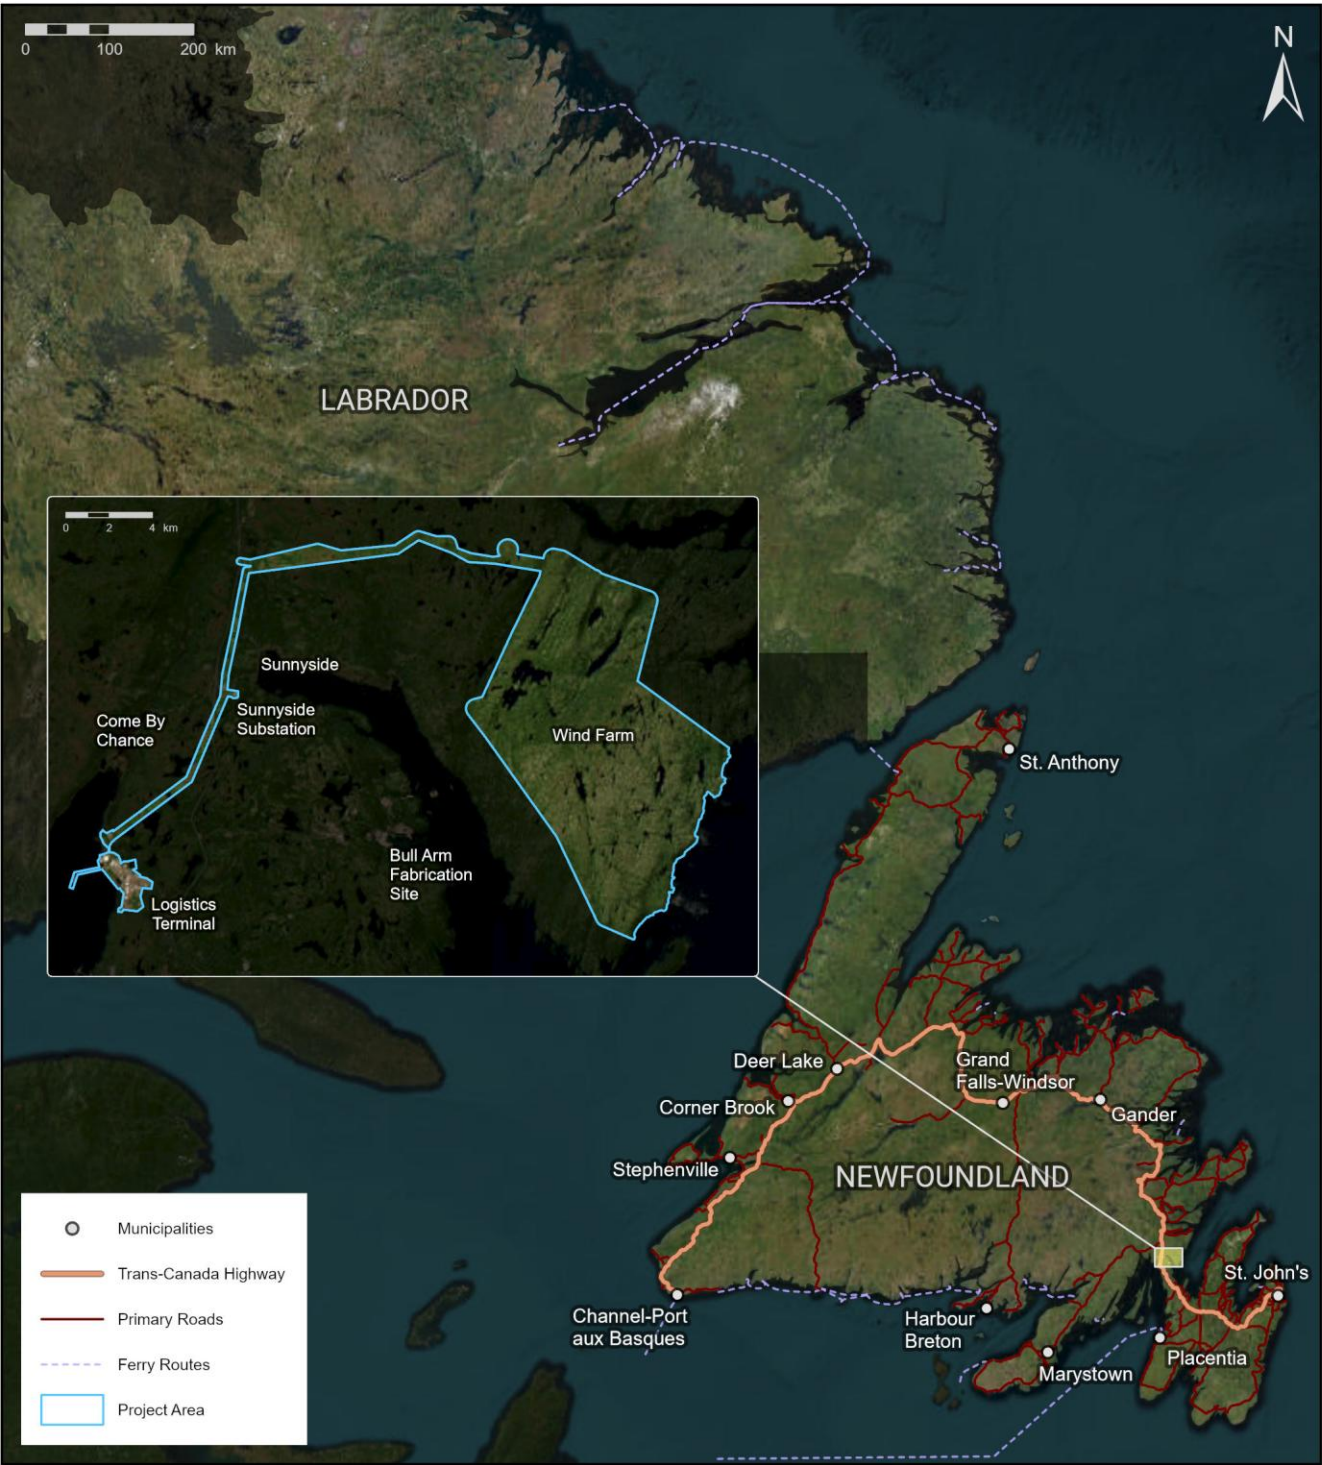 0 100 200 km
N
LABRADOR
0 2 4 km
Sunnyside
Sunnyside
Substation
Come By
Chance
Wind Farm
Bull Arm
Fabrication
Site
Logistics
Terminal
St. Anthony
Deer Lake
Grand
Falls-Windsor
Corner Brook
Gander
Stephenville
NEWFOUNDLAND
St. John's
Channel-Port
aux Basques
Harbour
Breton
Placentia
Marystown
Municipalities
Trans-Canada Highway
Primary Roads
Ferry Routes
Project Area